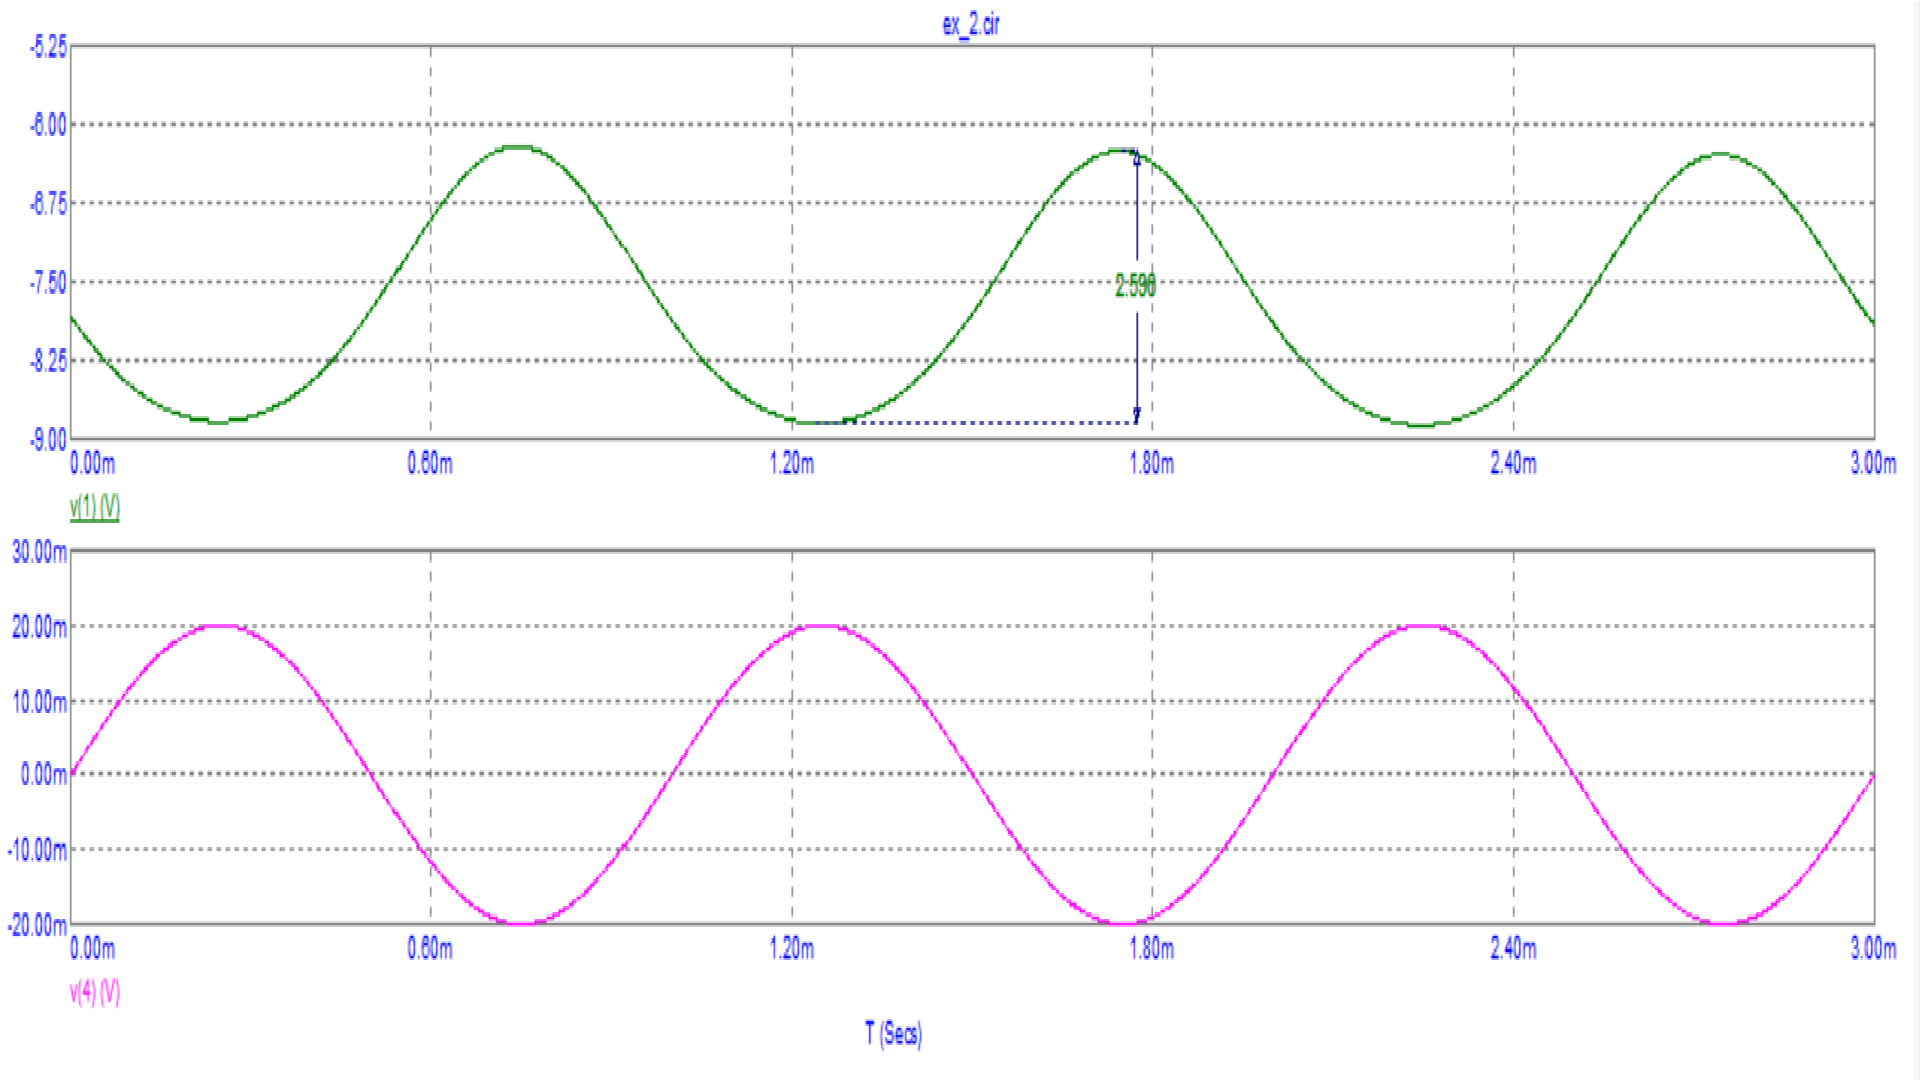 ex_2.cir
-5.25
-6.00
-6.75
-7.50
-8.25
-9.00
2.598
0.00m 0.60m 1.20m 1.80m 2.40m 3.00m
v(1) (V)
30.00m
20.00m
10.00m
0.00m
-10.00m
-20.00m
0.00m 0.60m 1.20m 1.80m 2.40m 3.00m
v(4) (V)
T (Secs)